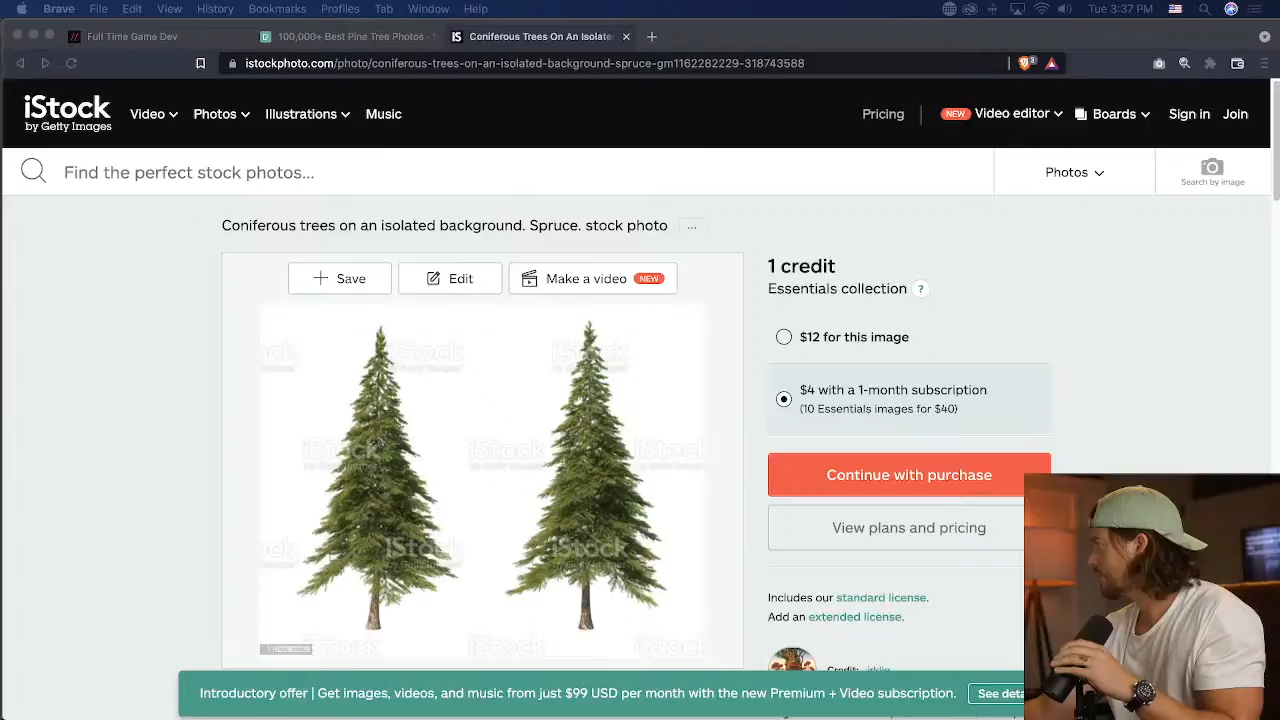 Brave File Edit View History Bookmarks Profiles Tab Window Help Tue 3:37 PM
Full Time Game Dev 100,000+ Best Pine Tree Photos · Coniferous Trees On An Isolate
istockphoto.com/photo/coniferous-trees-on-an-isolated-background-spruce-gm1162282229-318743588
iStock
by Getty Images
Video Photos Illustrations Music Pricing NEW Video editor Boards Sign in Join
Find the perfect stock photos... Photos Search by image
Coniferous trees on an isolated background. Spruce. stock photo ...
Save Edit Make a video NEW
iStock
iStock
iStock
iStock
1 credit
Essentials collection ?
$12 for this image
$4 with a 1-month subscription
(10 Essentials images for $40)
Continue with purchase
View plans and pricing
Includes our standard license.
Add an extended license.
Credit:
Introductory offer | Get images, videos, and music from just $99 USD per month with the new Premium + Video subscription. See